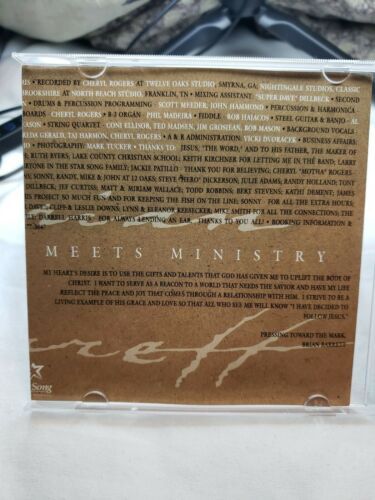 • RECORDED BY CHERYL ROGERS AT TWELVE OAKS STUDIO, SMYRNA, GA, NIGHTINGALE STUDIOS, CLASSIC
AT NORTH BEACH STUDIO, FRANKLIN, TN • MIXING ASSISTANT, "SUPER DAVE" DILLBECK • SECOND
• DRUMS & PERCUSSION PROGRAMMING SCOTT MEEDER; JOHN HAMMOND • PERCUSSION & HARMONICA
CHERYL ROGERS • B-3 ORGAN PHIL MADEIRA • FIDDLE BOB HAJACOS • STEEL GUITAR & BANJO AL
• STRING QUARTET CONI ELLISOR, TED MADSEN, JIM GROSJEAN, BOB MASON • BACKGROUND VOCALS
GERALD, TAJ HARMON, CHERYL ROGERS • A & R ADMINISTRATION: VICKI DVORACEK • BUSINESS AFFAIRS:
• PHOTOGRAPHY: MARK TUCKER • THANKS TO: JESUS, "THE WORD," AND TO HIS FATHER, THE MAKER OF
RUTH BYERS; LAKE COUNTY CHRISTIAN SCHOOL; KEITH KIRCHNER FOR LETTING ME IN THE BAND; LARRY
IN THE STAR SONG FAMILY; JACKIE PATILLO THANK YOU FOR BELIEVING; CHERYL "MOTHA" ROGERS,
SONNY, RANDY, MIKE & JOHN AT 12 OAKS; STEVE "HERO" DICKERSON, JULIE ADAMS; RANDY HOLLAND; TONY
DILLBECK; JEF CURTISS; MATT & MIRIAM WALLACE; TODD ROBBINS; BERT STEVENS; KATHI DEMENT; JAMES
PROJECT SO MUCH FUN AND FOR KEEPING THE FISH ON THE LINE; SONNY FOR ALL THE EXTRA HOURS;
DAVE, CLIFF & LESLIE DOWNS, LYNN & ELEANOR KEESECKER, MIKE SMITH FOR ALL THE CONNECTIONS; THE
DARRELL HARRIS FOR ALWAYS LENDING AN EAR. THANKS TO YOU ALL! • BOOKING INFORMATION &
MEETS MINISTRY
MY HEART'S DESIRE IS TO USE THE GIFTS AND TALENTS THAT GOD HAS GIVEN ME TO UPLIFT THE BODY OF
CHRIST. I WANT TO SERVE AS A BEACON TO A WORLD THAT NEEDS THE SAVIOR AND HAVE MY LIFE
REFLECT THE PEACE AND JOY THAT COMES THROUGH A RELATIONSHIP WITH HIM. I STRIVE TO BE A
LIVING EXAMPLE OF HIS GRACE AND LOVE SO THAT ALL WHO SEE ME WILL KNOW "I HAVE DECIDED TO
FOLLOW JESUS."
PRESSING TOWARD THE MARK,
BRIAN BARRETT
rrett
Song